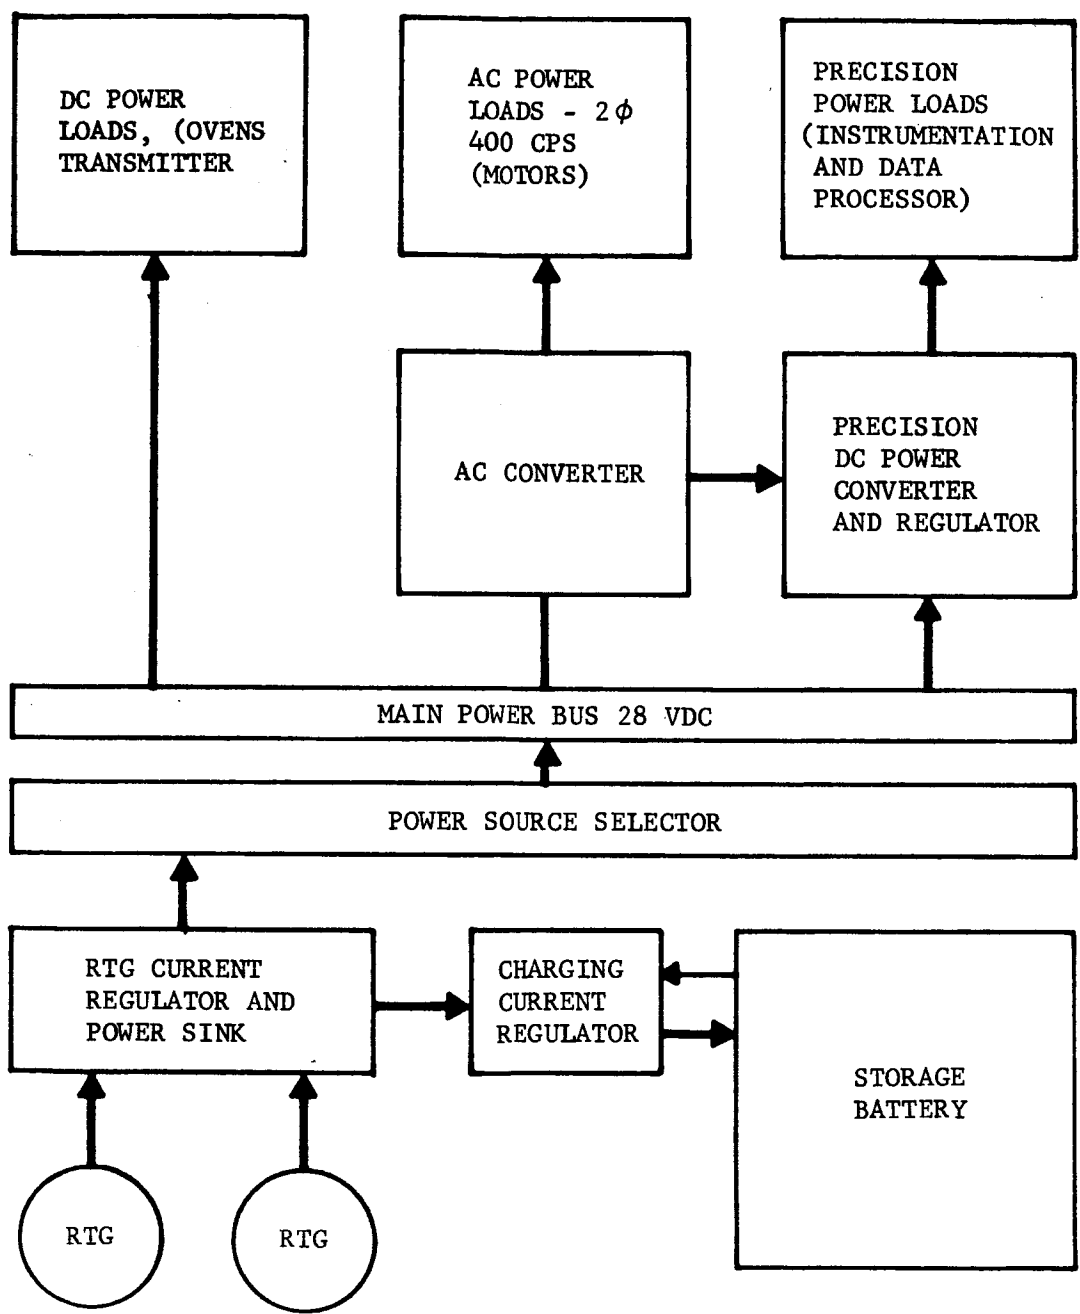 DC POWER
LOADS, (OVENS
TRANSMITTER
AC POWER
LOADS - 2ϕ
400 CPS
(MOTORS)
PRECISION
POWER LOADS
(INSTRUMENTATION
AND DATA
PROCESSOR)
AC CONVERTER
PRECISION
DC POWER
CONVERTER
AND REGULATOR
MAIN POWER BUS 28 VDC
POWER SOURCE SELECTOR
RTG CURRENT
REGULATOR AND
POWER SINK
CHARGING
CURRENT
REGULATOR
STORAGE
BATTERY
RTG
RTG